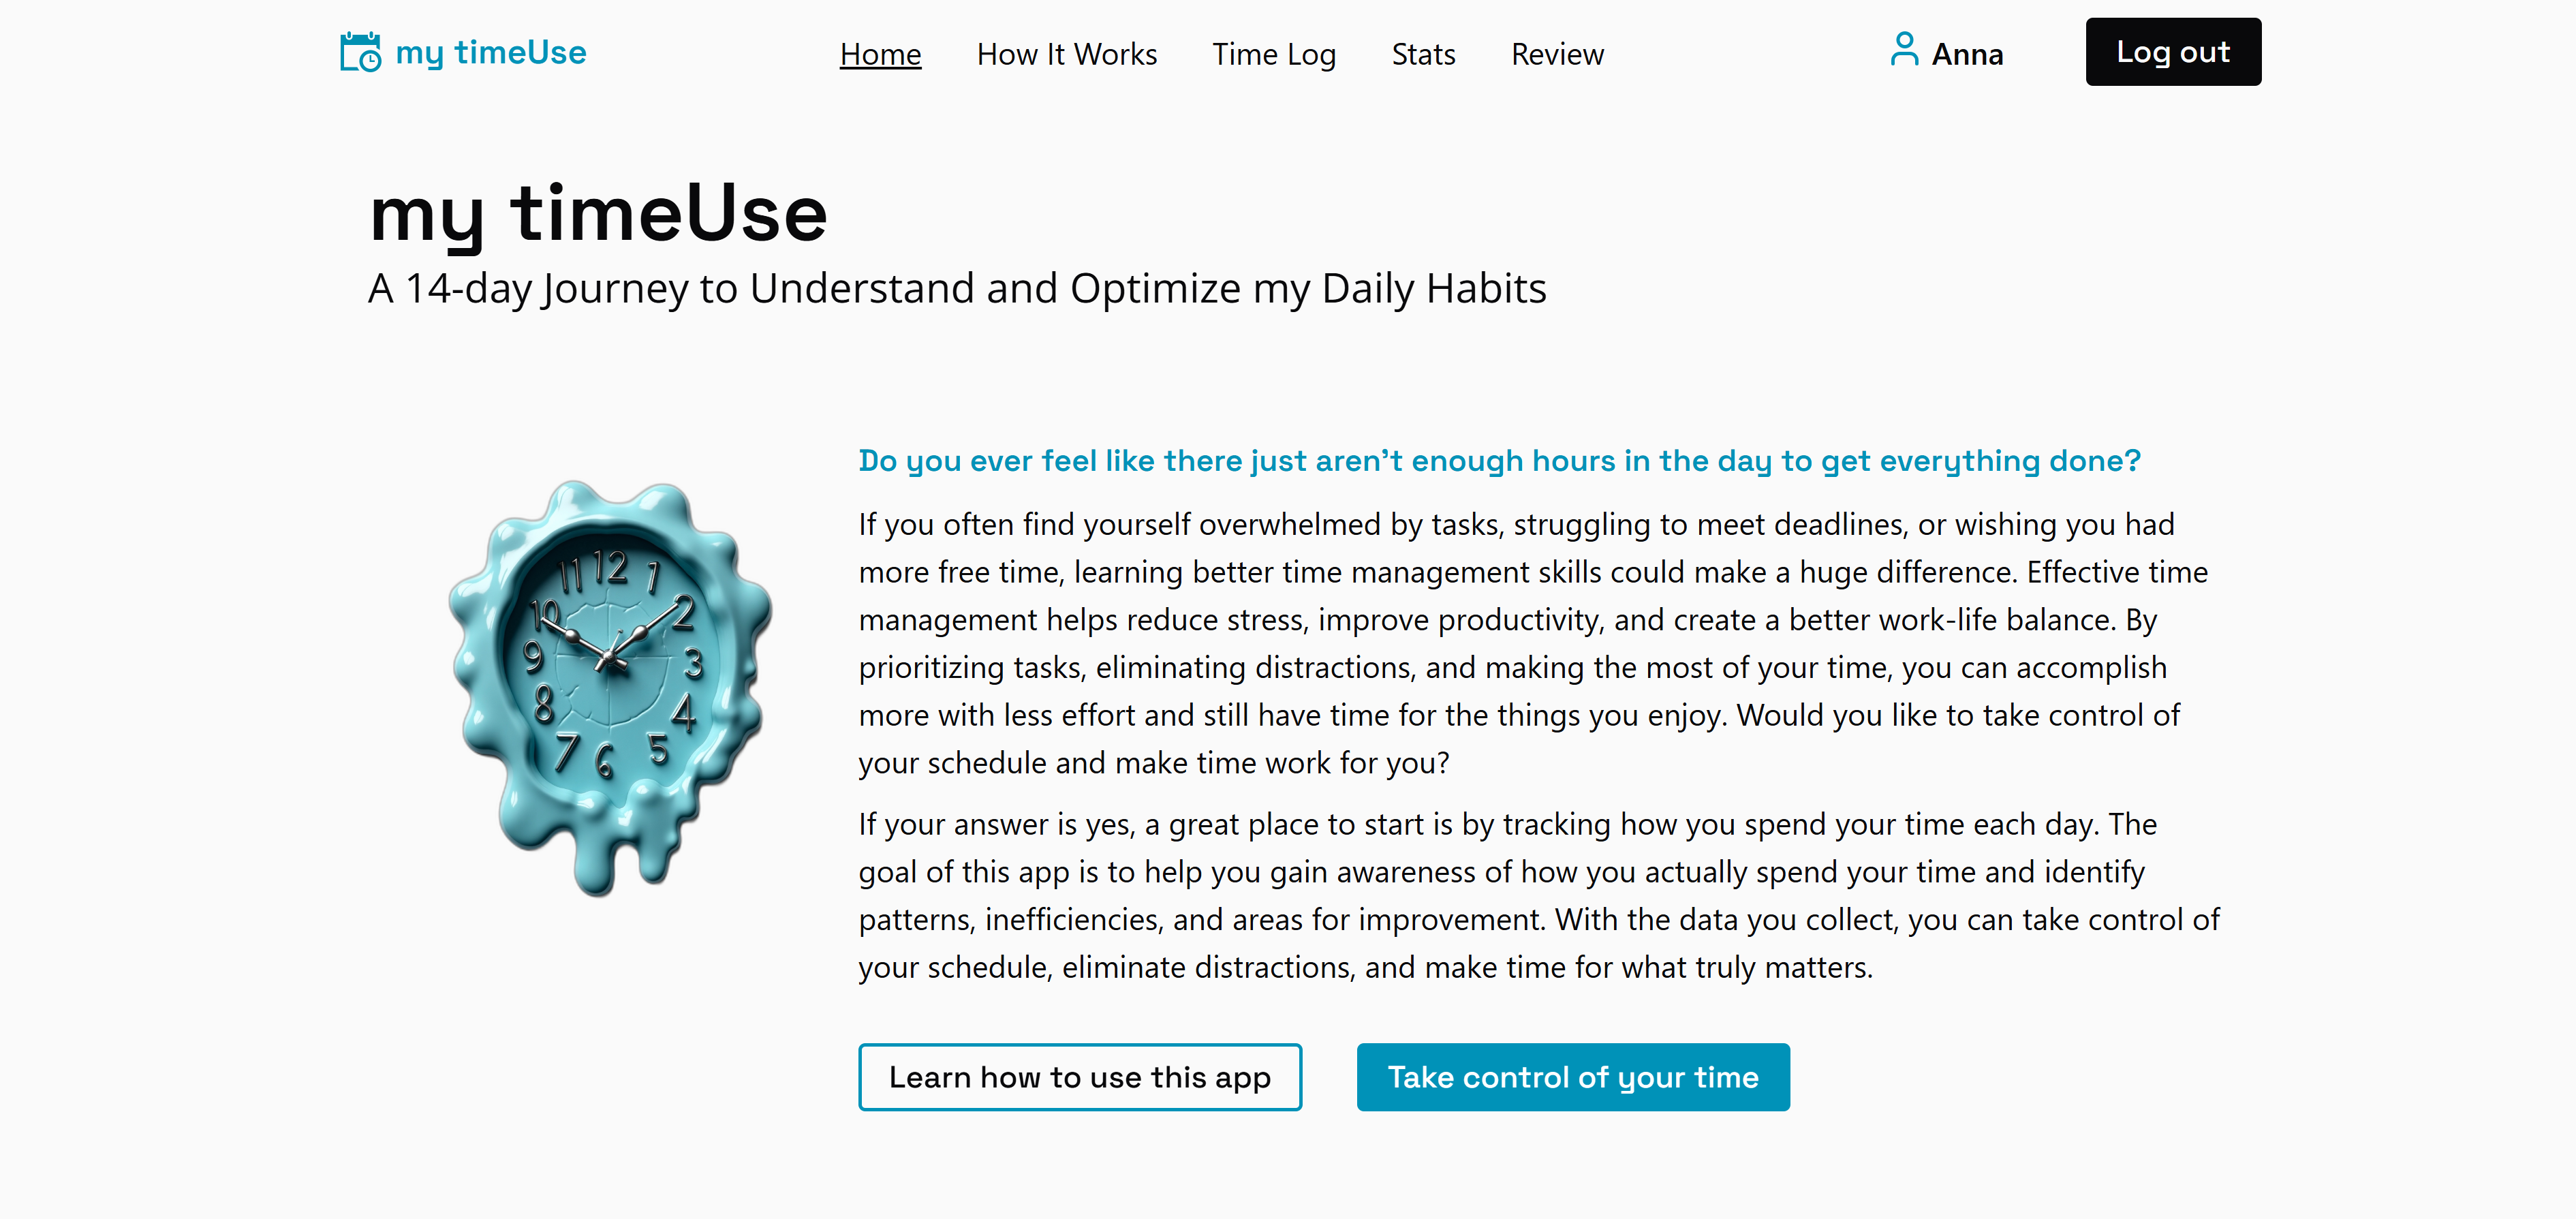 my timeUse
Home How It Works Time Log Stats Review
Anna
Log out
my timeUse
A 14-day Journey to Understand and Optimize my Daily Habits
Do you ever feel like there just aren't enough hours in the day to get everything done?
If you often find yourself overwhelmed by tasks, struggling to meet deadlines, or wishing you had
more free time, learning better time management skills could make a huge difference. Effective time
management helps reduce stress, improve productivity, and create a better work-life balance. By
prioritizing tasks, eliminating distractions, and making the most of your time, you can accomplish
more with less effort and still have time for the things you enjoy. Would you like to take control of
your schedule and make time work for you?
If your answer is yes, a great place to start is by tracking how you spend your time each day. The
goal of this app is to help you gain awareness of how you actually spend your time and identify
patterns, inefficiencies, and areas for improvement. With the data you collect, you can take control of
your schedule, eliminate distractions, and make time for what truly matters.
Learn how to use this app
Take control of your time
12
1
2
3
4
5
6
7
8
9
10
11